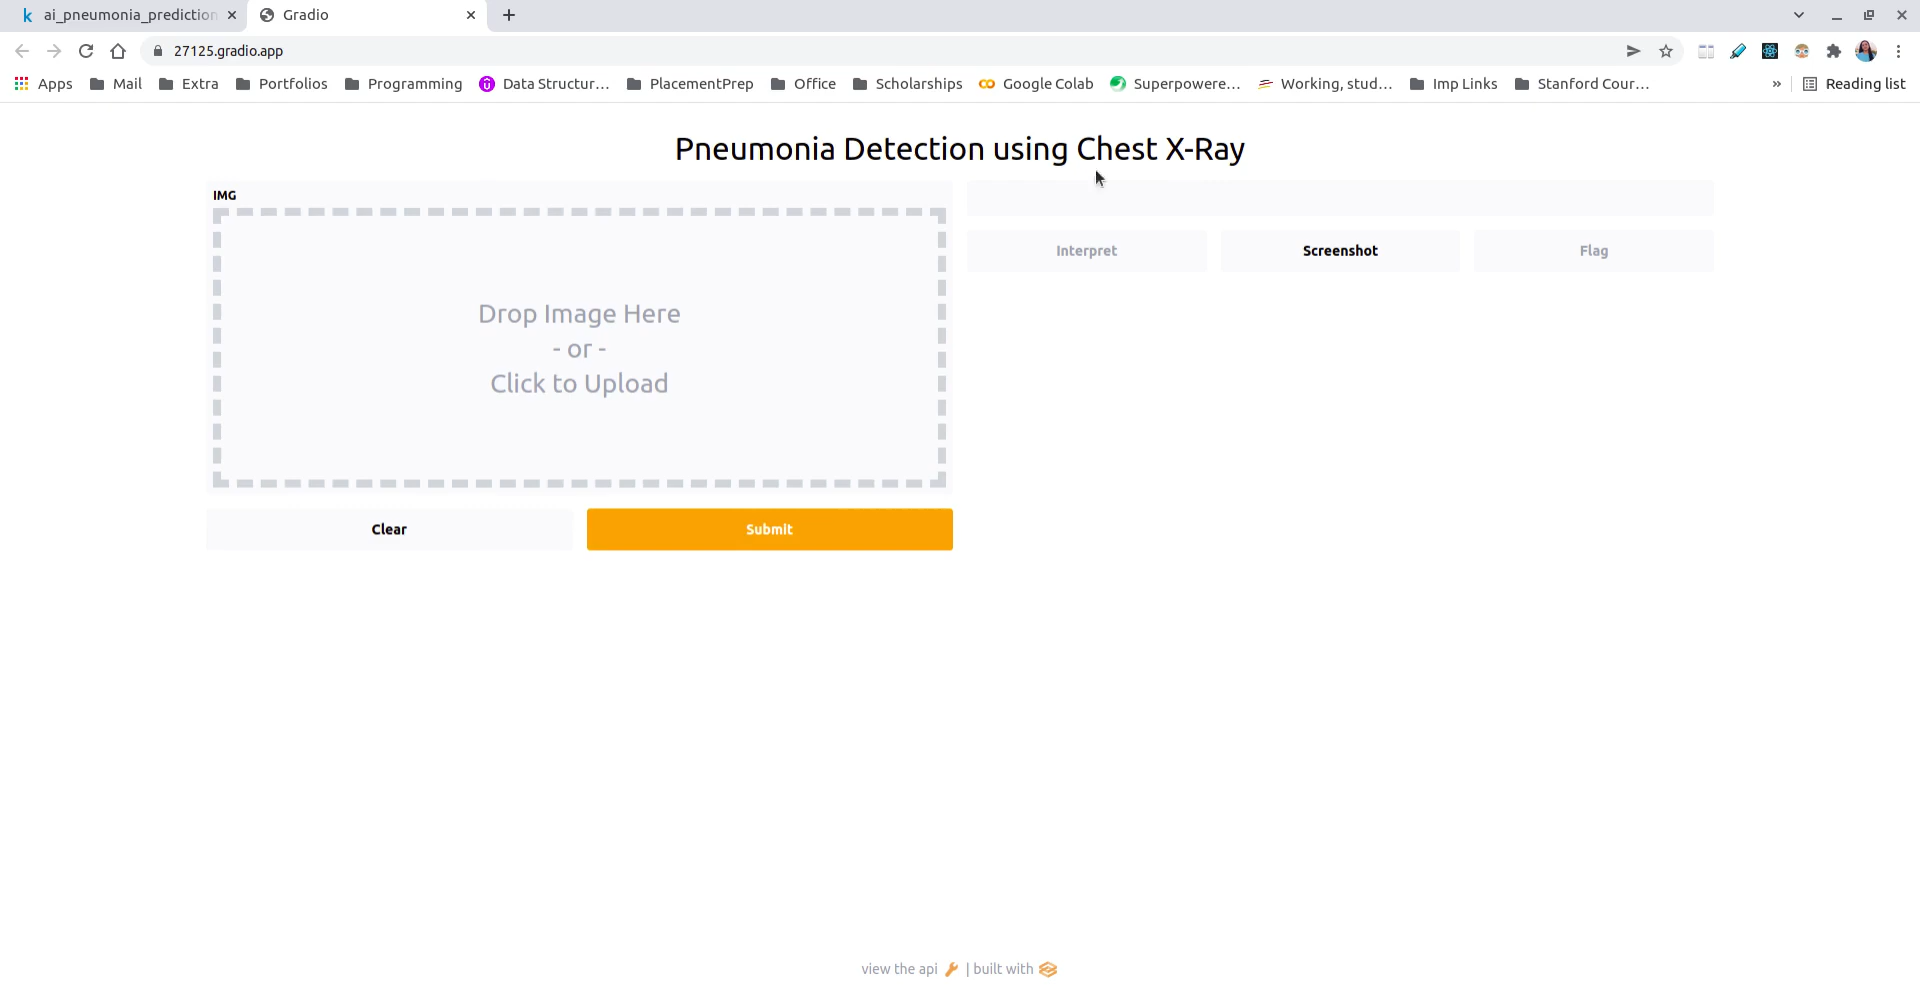 ai_pneumonia_prediction
Gradio
27125.gradio.app
Apps Mail Extra Portfolios Programming Data Structur... PlacementPrep Office Scholarships Google Colab Superpowere... Working, stud... Imp Links Stanford Cour... » Reading list
Pneumonia Detection using Chest X-Ray
IMG
Drop Image Here
- or -
Click to Upload
Clear Submit
Interpret Screenshot Flag
view the api | built with